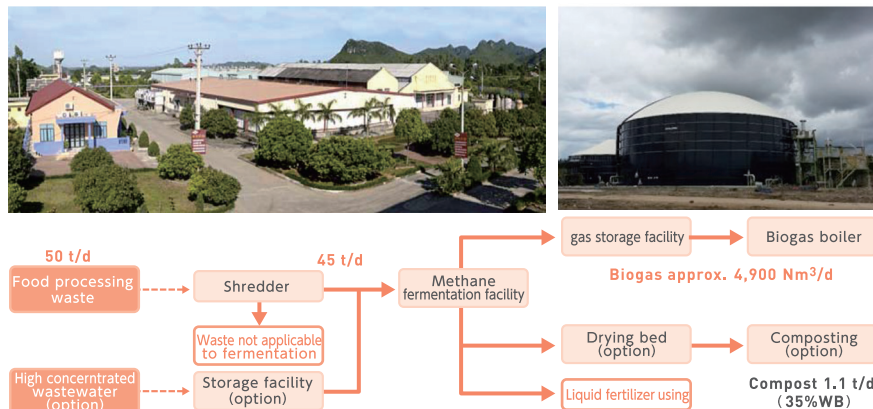 50 t/d
Food processing
waste
Shredder
45 t/d
Methane
fermentation facility
gas storage facility
Biogas boiler
Biogas approx. 4,900 Nm³/d
Waste not applicable
to fermentation
Drying bed
(option)
Composting
(option)
High concerntrated
wastewater
(option)
Storage facility
(option)
Liquid fertilizer using
Compost 1.1 t/d
(35%WB)